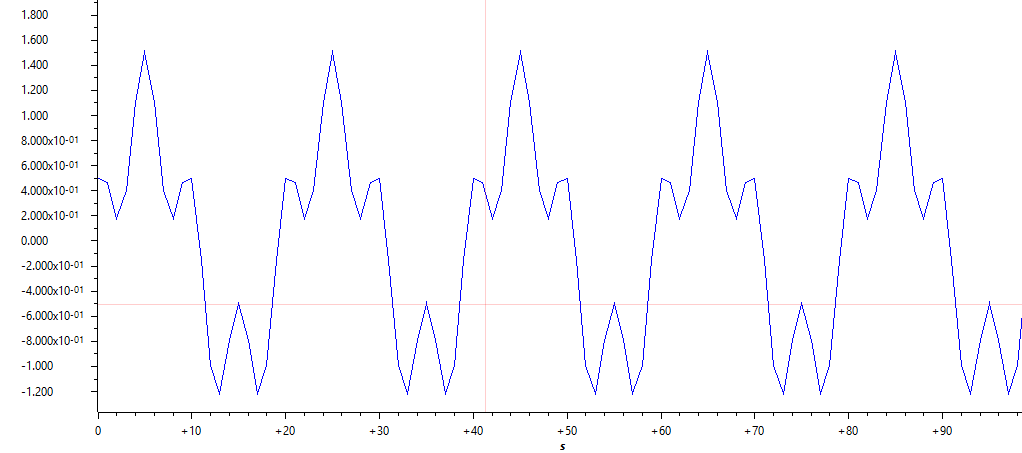 1.800
1.600
1.400
1.200
1.000
8.000x10⁻⁰¹
6.000x10⁻⁰¹
4.000x10⁻⁰¹
2.000x10⁻⁰¹
0.000
-2.000x10⁻⁰¹
-4.000x10⁻⁰¹
-6.000x10⁻⁰¹
-8.000x10⁻⁰¹
-1.000
-1.200
0 +10 +20 +30 +40 +50 +60 +70 +80 +90
s